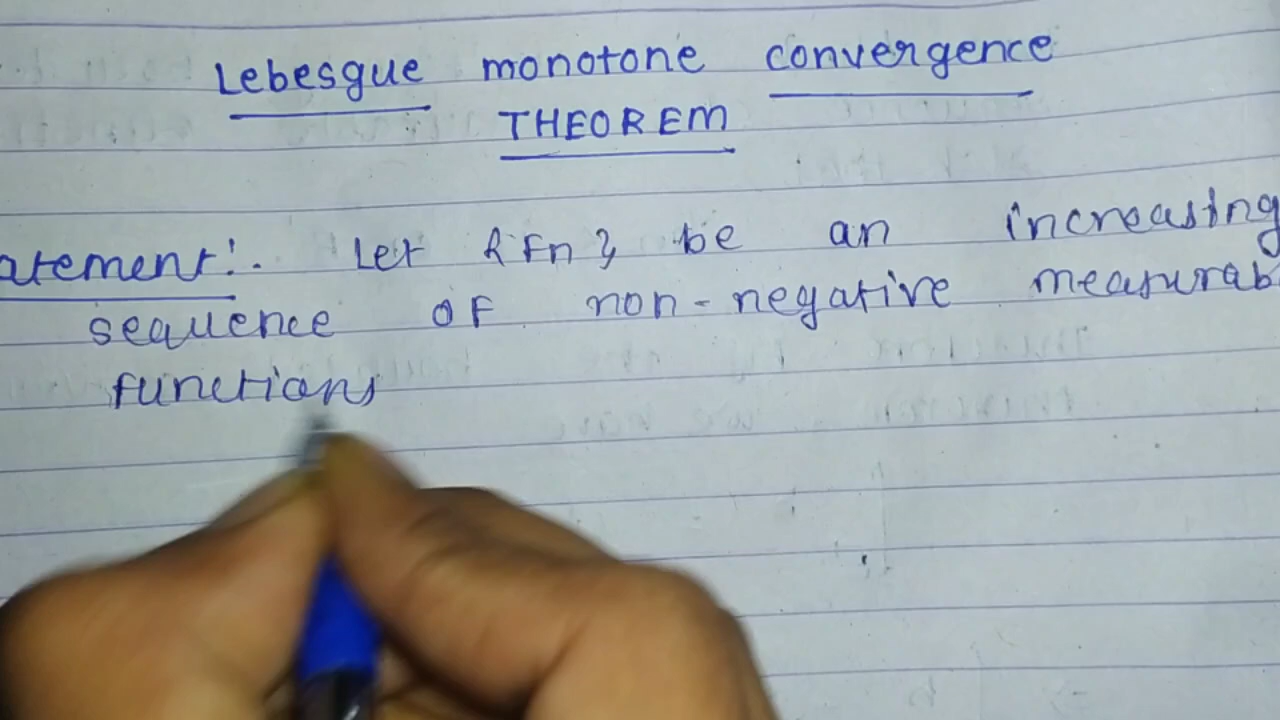 Lebesgue monotone convergence
THEOREM
atement:. Let {Fn} be an increasing
sequence of non-negative measurab
functions